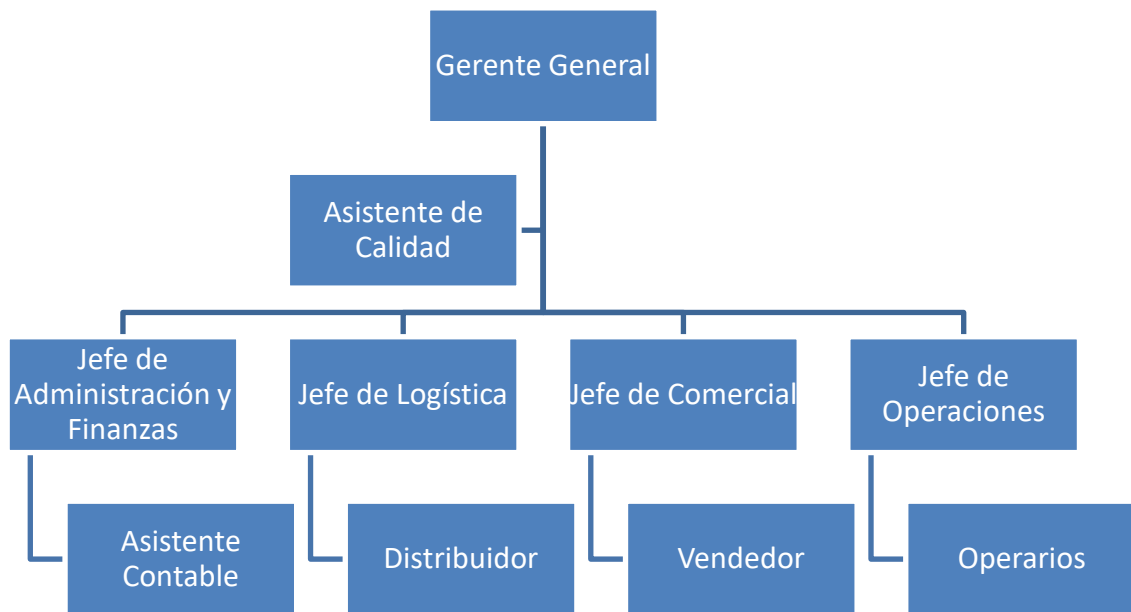 Gerente General
Asistente de
Calidad
Jefe de
Administración y
Finanzas
Jefe de Logística
Jefe de Comercial
Jefe de
Operaciones
Asistente
Contable
Distribuidor
Vendedor
Operarios